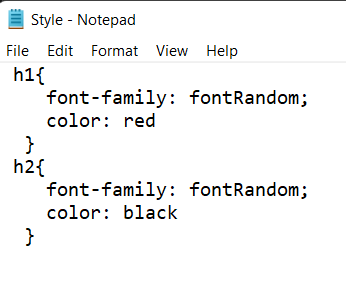 Style - Notepad
File Edit Format View Help
h1{
font-family: fontRandom;
color: red
}
h2{
font-family: fontRandom;
color: black
}